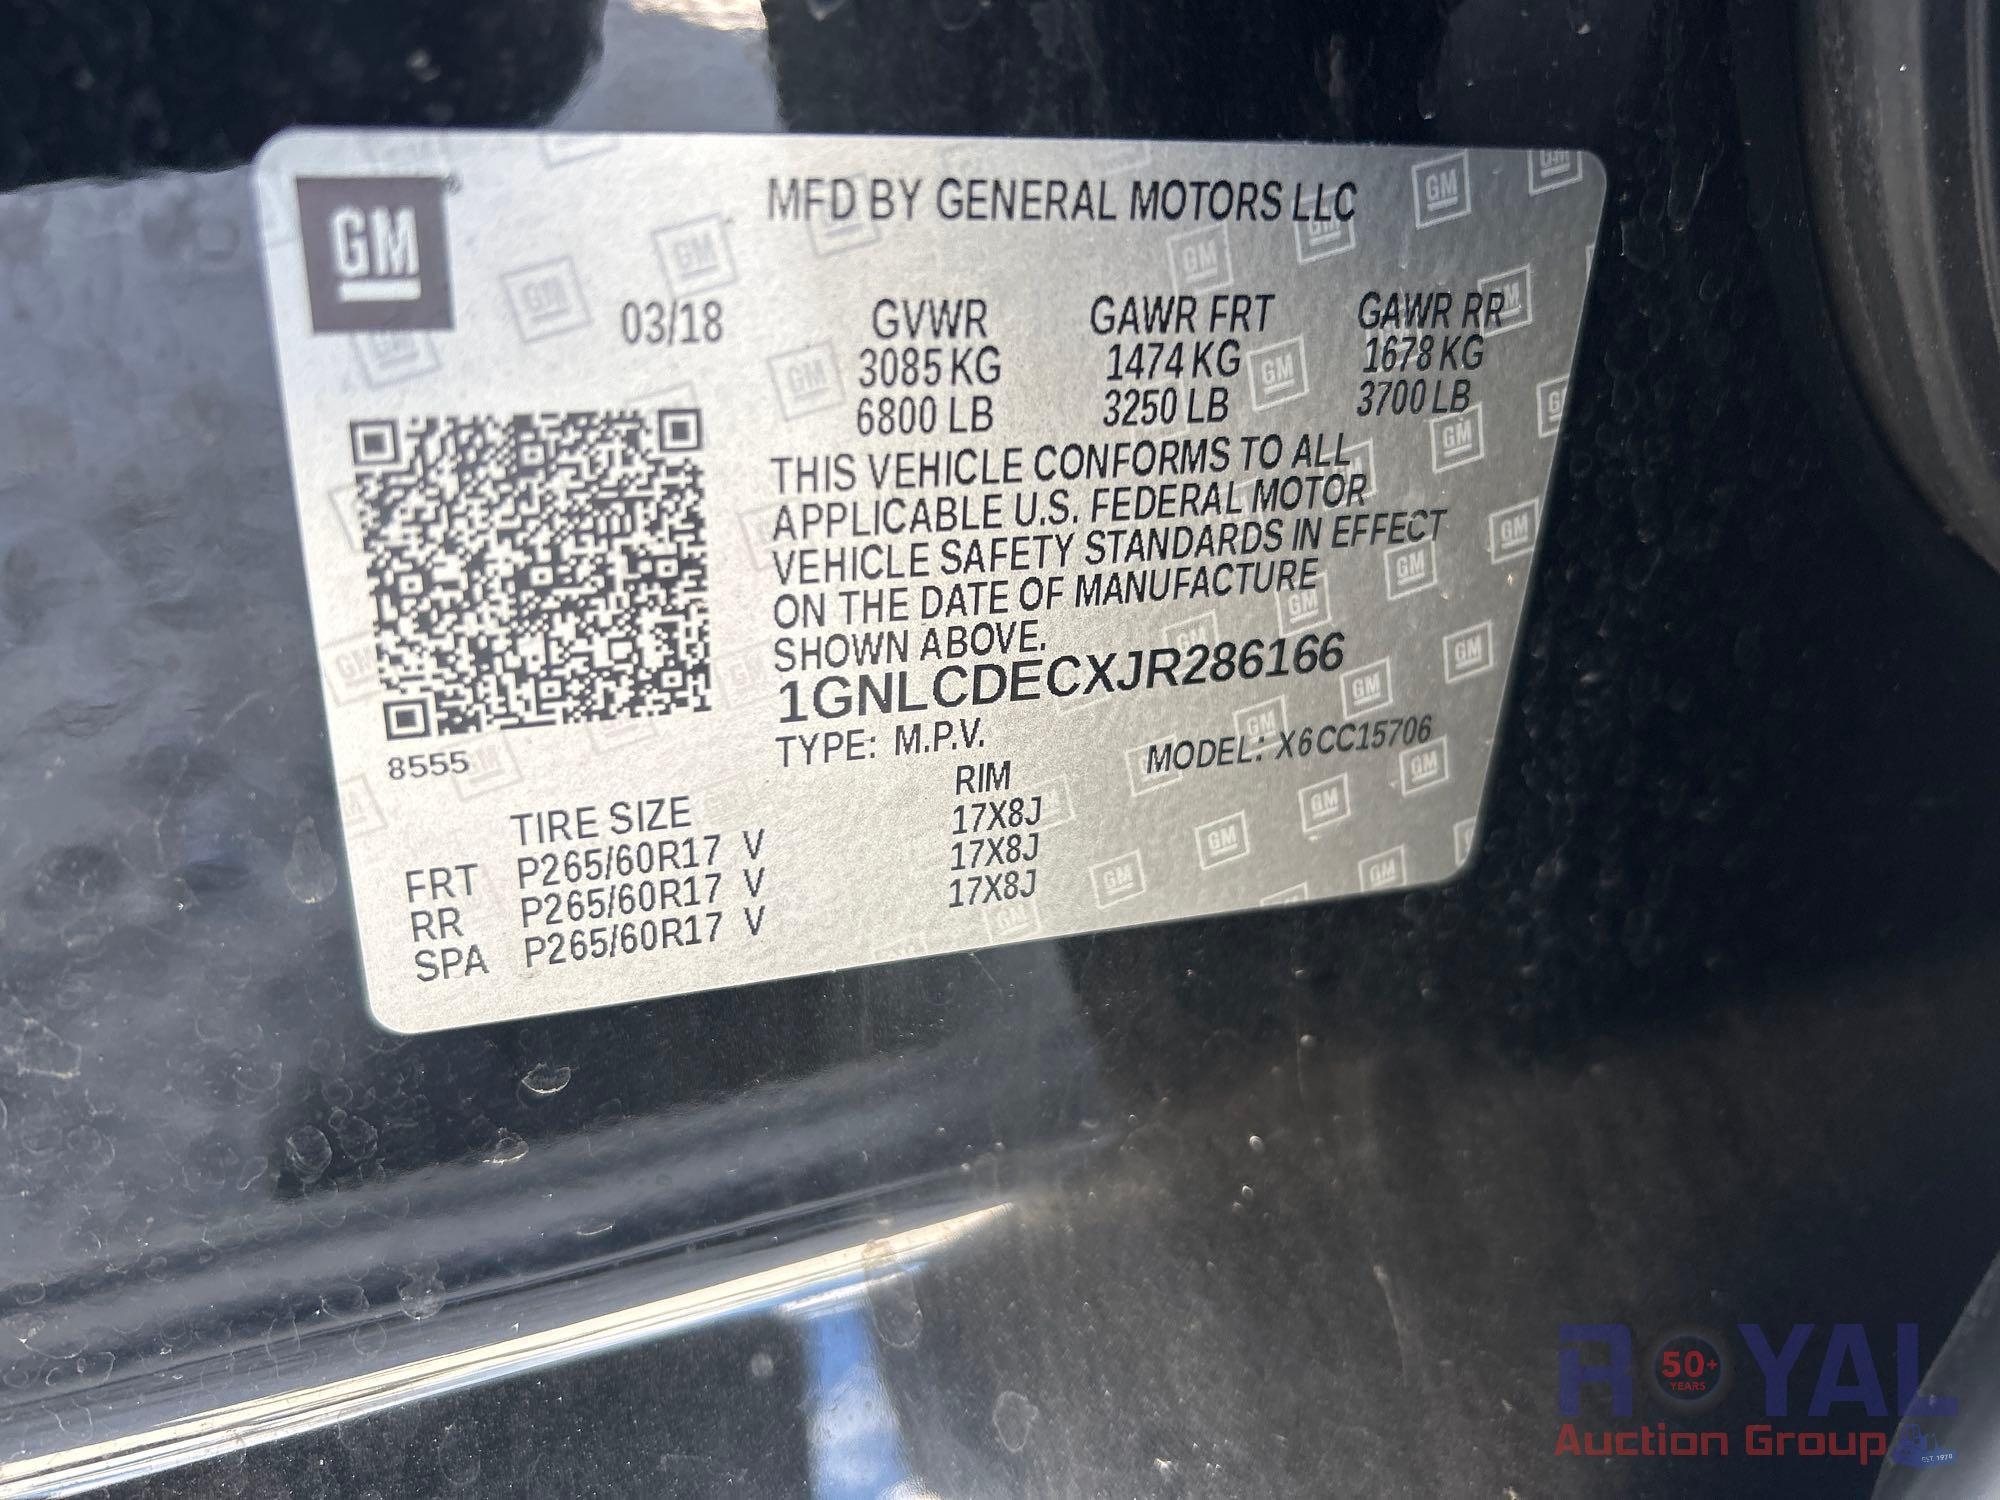 GM
MFD BY GENERAL MOTORS LLC
03/18
GVWR GAWR FRT GAWR RR
3085 KG 1474 KG 1678 KG
6800 LB 3250 LB 3700 LB
THIS VEHICLE CONFORMS TO ALL
APPLICABLE U.S. FEDERAL MOTOR
VEHICLE SAFETY STANDARDS IN EFFECT
ON THE DATE OF MANUFACTURE
SHOWN ABOVE.
1GNLCDECXJR286166
TYPE: M.P.V. MODEL: X6CC15706
8555
TIRE SIZE RIM
FRT P265/60R17 V 17X8J
RR P265/60R17 V 17X8J
SPA P265/60R17 V 17X8J
ROYAL
50+
YEARS
Auction Group
EST. 1970